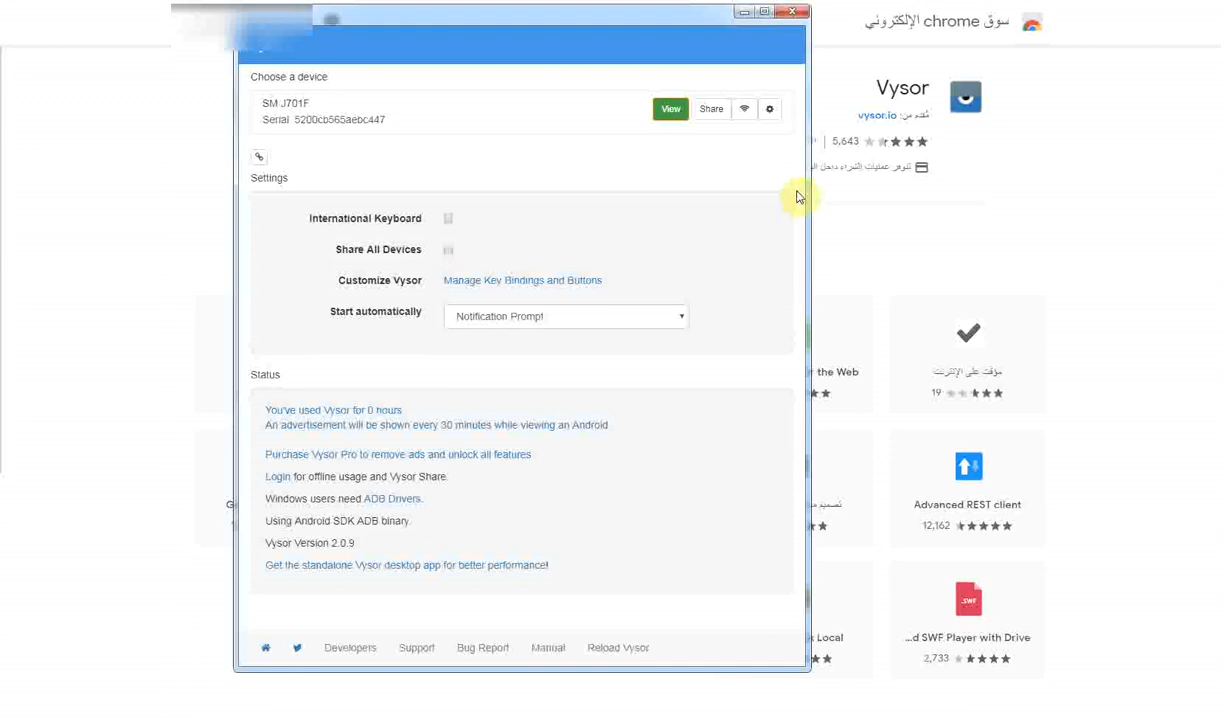 سوق chrome الإلكتروني
Choose a device
SM J701F
Serial 5200cb565aebc447
View
Share
Vysor
مُقدم من: vysor.io
5,643
Settings
International Keyboard
Share All Devices
Customize Vysor
Manage Key Bindings and Buttons
Start automatically
Notification Prompt
the Web
مؤقت على الإنترنت
19
Status
You've used Vysor for 0 hours
An advertisement will be shown every 30 minutes while viewing an Android
Purchase Vysor Pro to remove ads and unlock all features
Login for offline usage and Vysor Share.
Windows users need ADB Drivers.
Using Android SDK ADB binary.
Vysor Version 2.0.9
Get the standalone Vysor desktop app for better performance!
Advanced REST client
12,162
Local
...d SWF Player with Drive
2,733
Developers
Support
Bug Report
Manual
Reload Vysor